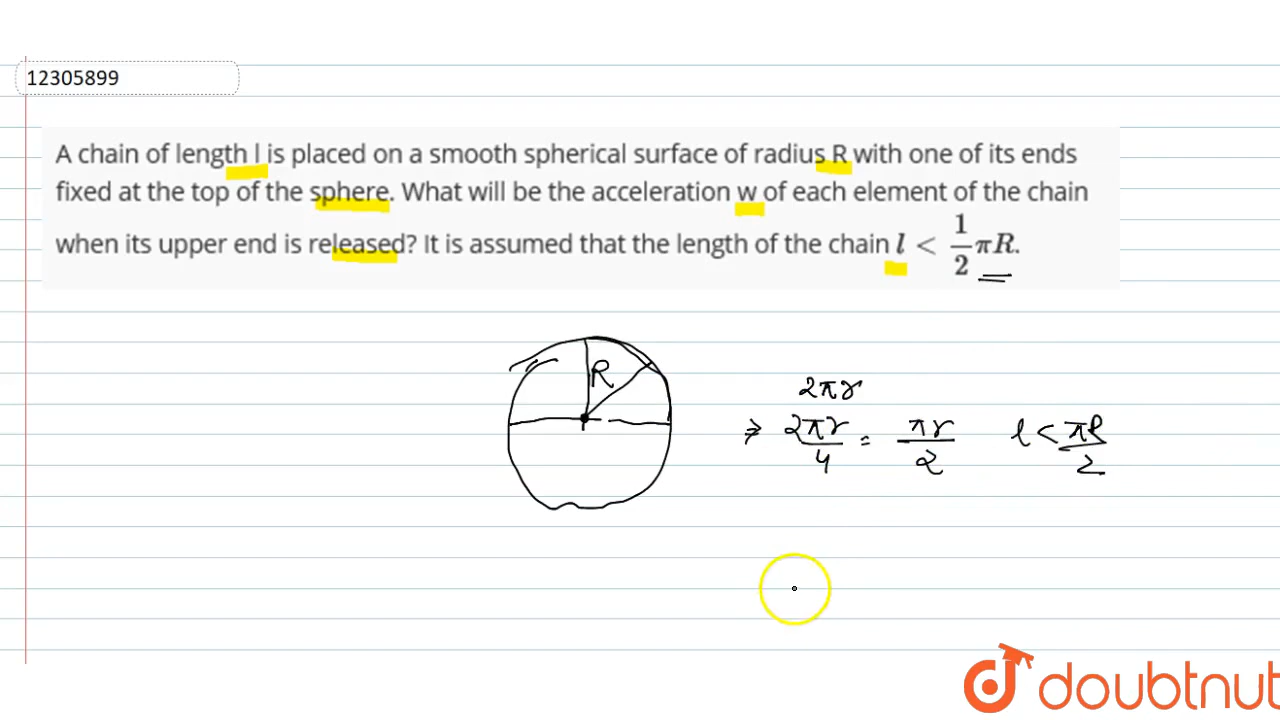 12305899
A chain of length l is placed on a smooth spherical surface of radius R with one of its ends
fixed at the top of the sphere. What will be the acceleration w of each element of the chain
when its upper end is released? It is assumed that the length of the chain l < 1/2 πR.
R
2πr
⇒ 2πr/4 = πr/2 l < πR/2
doubtnut